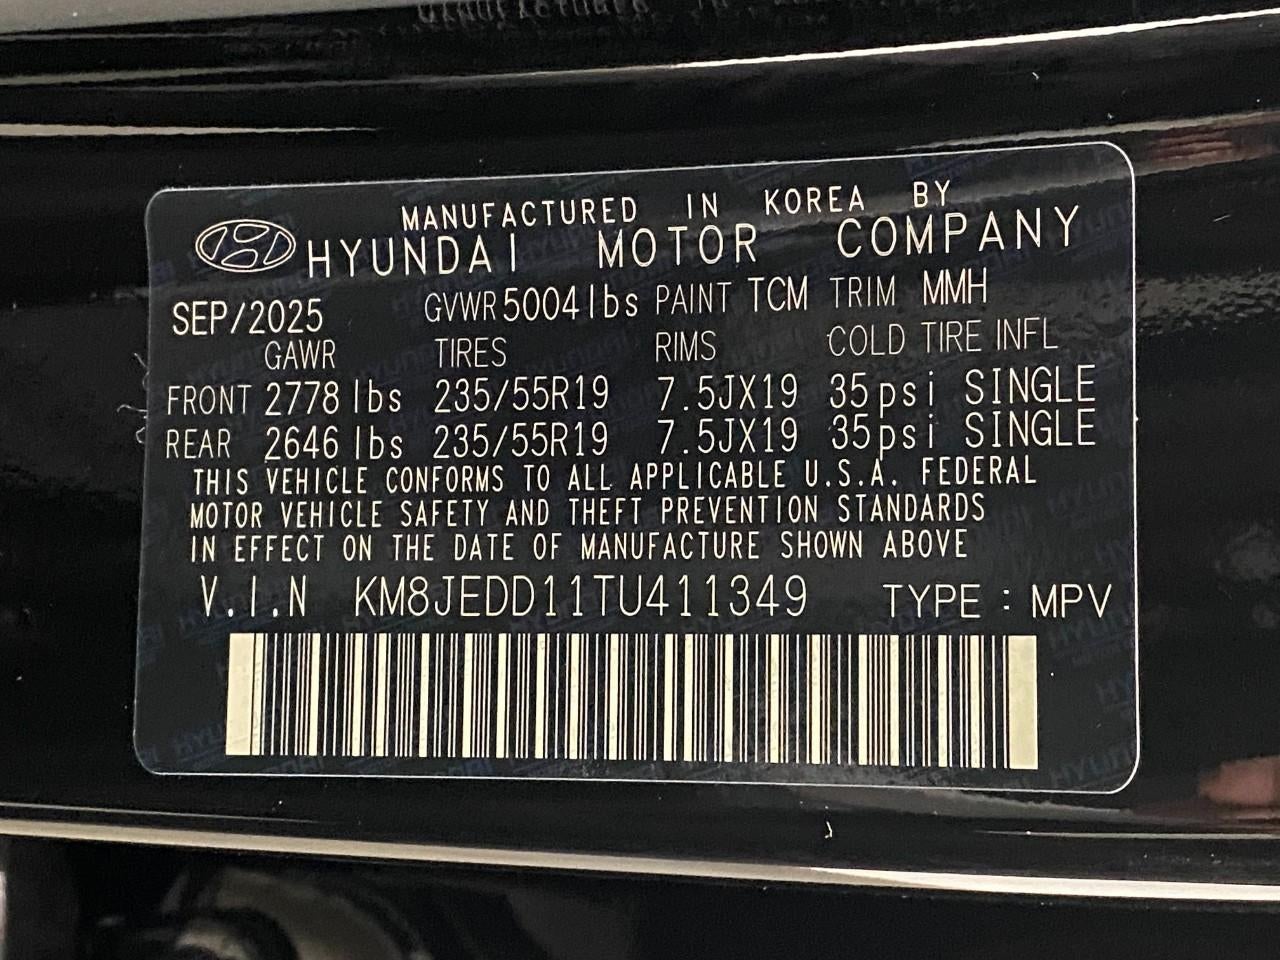 MANUFACTURED IN KOREA BY
HYUNDAI MOTOR COMPANY
SEP/2025 GVWR 5004lbs PAINT TCM TRIM MMH
GAWR TIRES RIMS COLD TIRE INFL
FRONT 2778 lbs 235/55R19 7.5JX19 35psi SINGLE
REAR 2646 lbs 235/55R19 7.5JX19 35psi SINGLE
THIS VEHICLE CONFORMS TO ALL APPLICABLE U.S.A. FEDERAL
MOTOR VEHICLE SAFETY AND THEFT PREVENTION STANDARDS
IN EFFECT ON THE DATE OF MANUFACTURE SHOWN ABOVE
V.I.N KM8JEDD11TU411349 TYPE : MPV